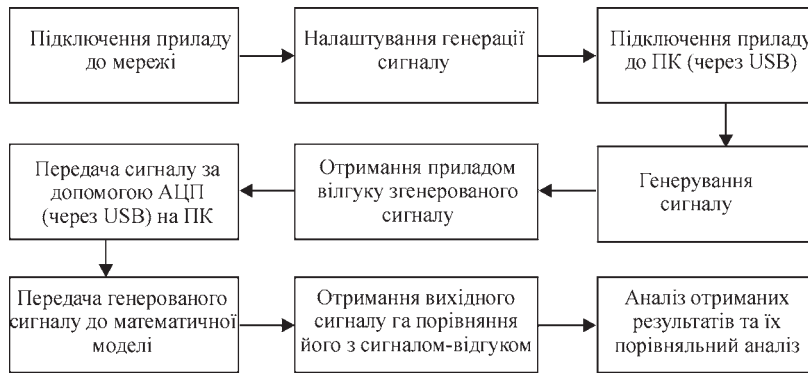 Підключення приладу
до мережі
Налаштування генерації
сигналу
Підключення приладу
до ПК (через USB)
Генерування
сигналу
Отримання приладом
вілгуку згенерованого
сигналу
Передача сигналу за
допомогою АЦП
(через USB) на ПК
Передача генерованого
сигналу до математичної
моделі
Отримання вихідного
сигналу га порівняння
його з сигналом-відгуком
Аналіз отриманих
результатів та їх
порівняльний аналіз